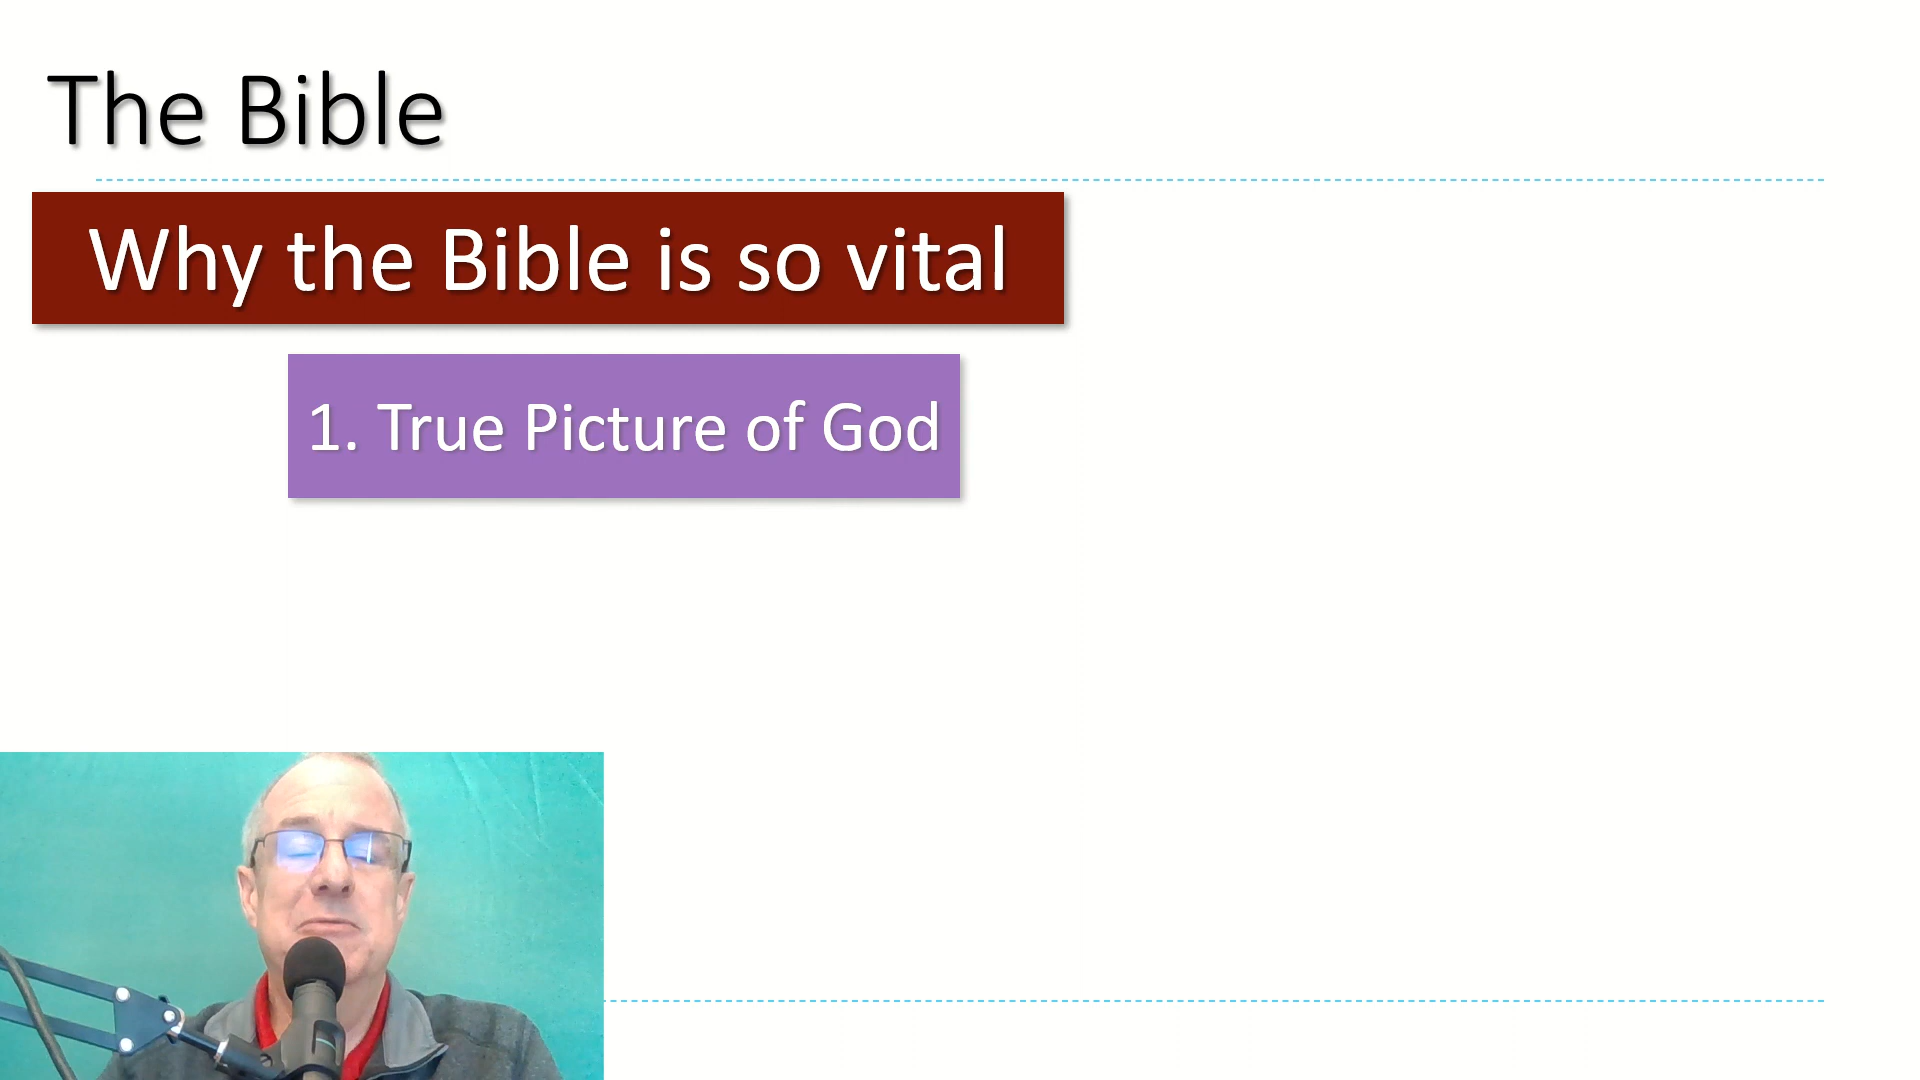 The Bible
Why the Bible is so vital
1. True Picture of God